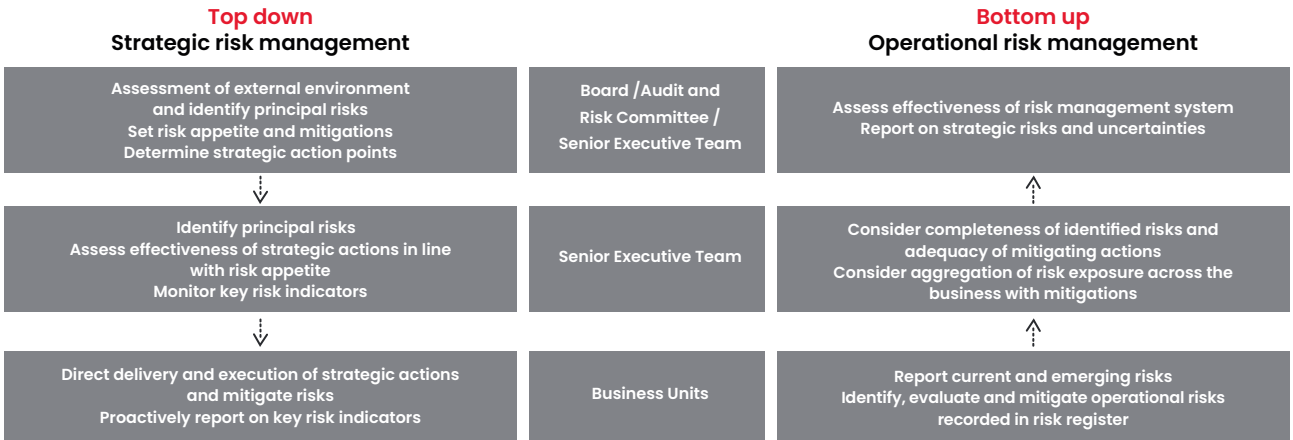 Top down
Strategic risk management
Bottom up
Operational risk management
Assessment of external environment
and identify principal risks
Set risk appetite and mitigations
Determine strategic action points
Board /Audit and
Risk Committee /
Senior Executive Team
Assess effectiveness of risk management system
Report on strategic risks and uncertainties
Identify principal risks
Assess effectiveness of strategic actions in line
with risk appetite
Monitor key risk indicators
Senior Executive Team
Consider completeness of identified risks and
adequacy of mitigating actions
Consider aggregation of risk exposure across the
business with mitigations
Direct delivery and execution of strategic actions
and mitigate risks
Proactively report on key risk indicators
Business Units
Report current and emerging risks
Identify, evaluate and mitigate operational risks
recorded in risk register